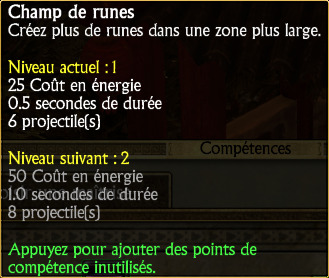 Champ de runes
Créez plus de runes dans une zone plus large.
Niveau actuel : 1
25 Coût en énergie
0.5 secondes de durée
6 projectile(s)
Compétences
Niveau suivant : 2
50 Coût en énergie
1.0 secondes de durée
8 projectile(s)
Appuyez pour ajouter des points de
compétence inutilisés.